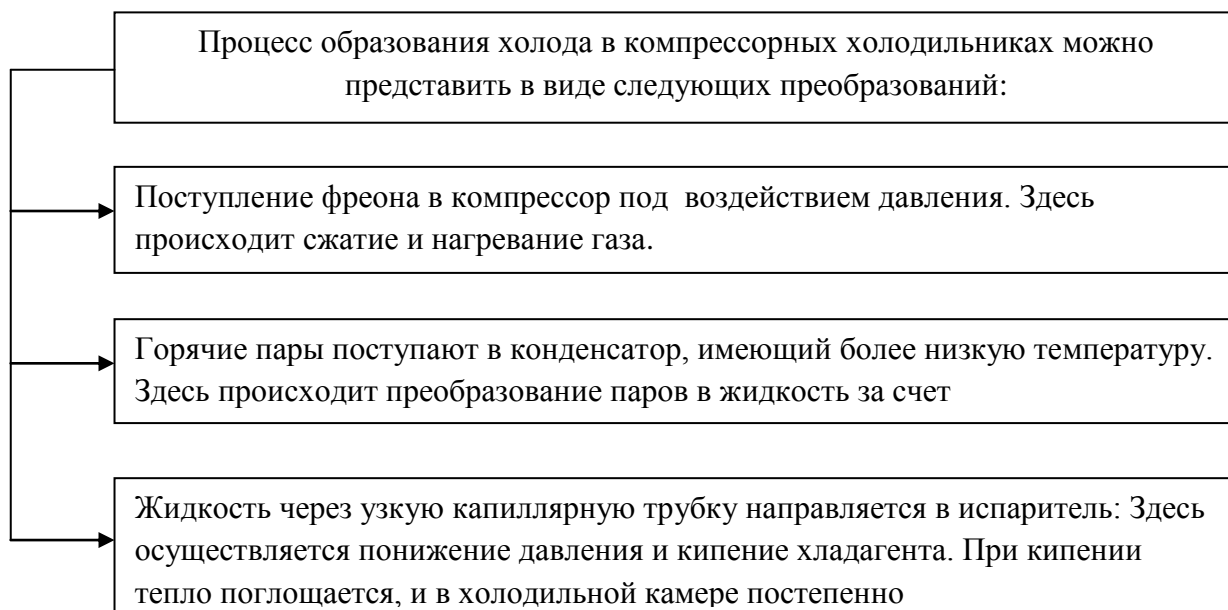 Процесс образования холода в компрессорных холодильниках можно
представить в виде следующих преобразований:
Поступление фреона в компрессор под  воздействием давления. Здесь
происходит сжатие и нагревание газа.
Горячие пары поступают в конденсатор, имеющий более низкую температуру.
Здесь происходит преобразование паров в жидкость за счет
Жидкость через узкую капиллярную трубку направляется в испаритель: Здесь
осуществляется понижение давления и кипение хладагента. При кипении
тепло поглощается, и в холодильной камере постепенно